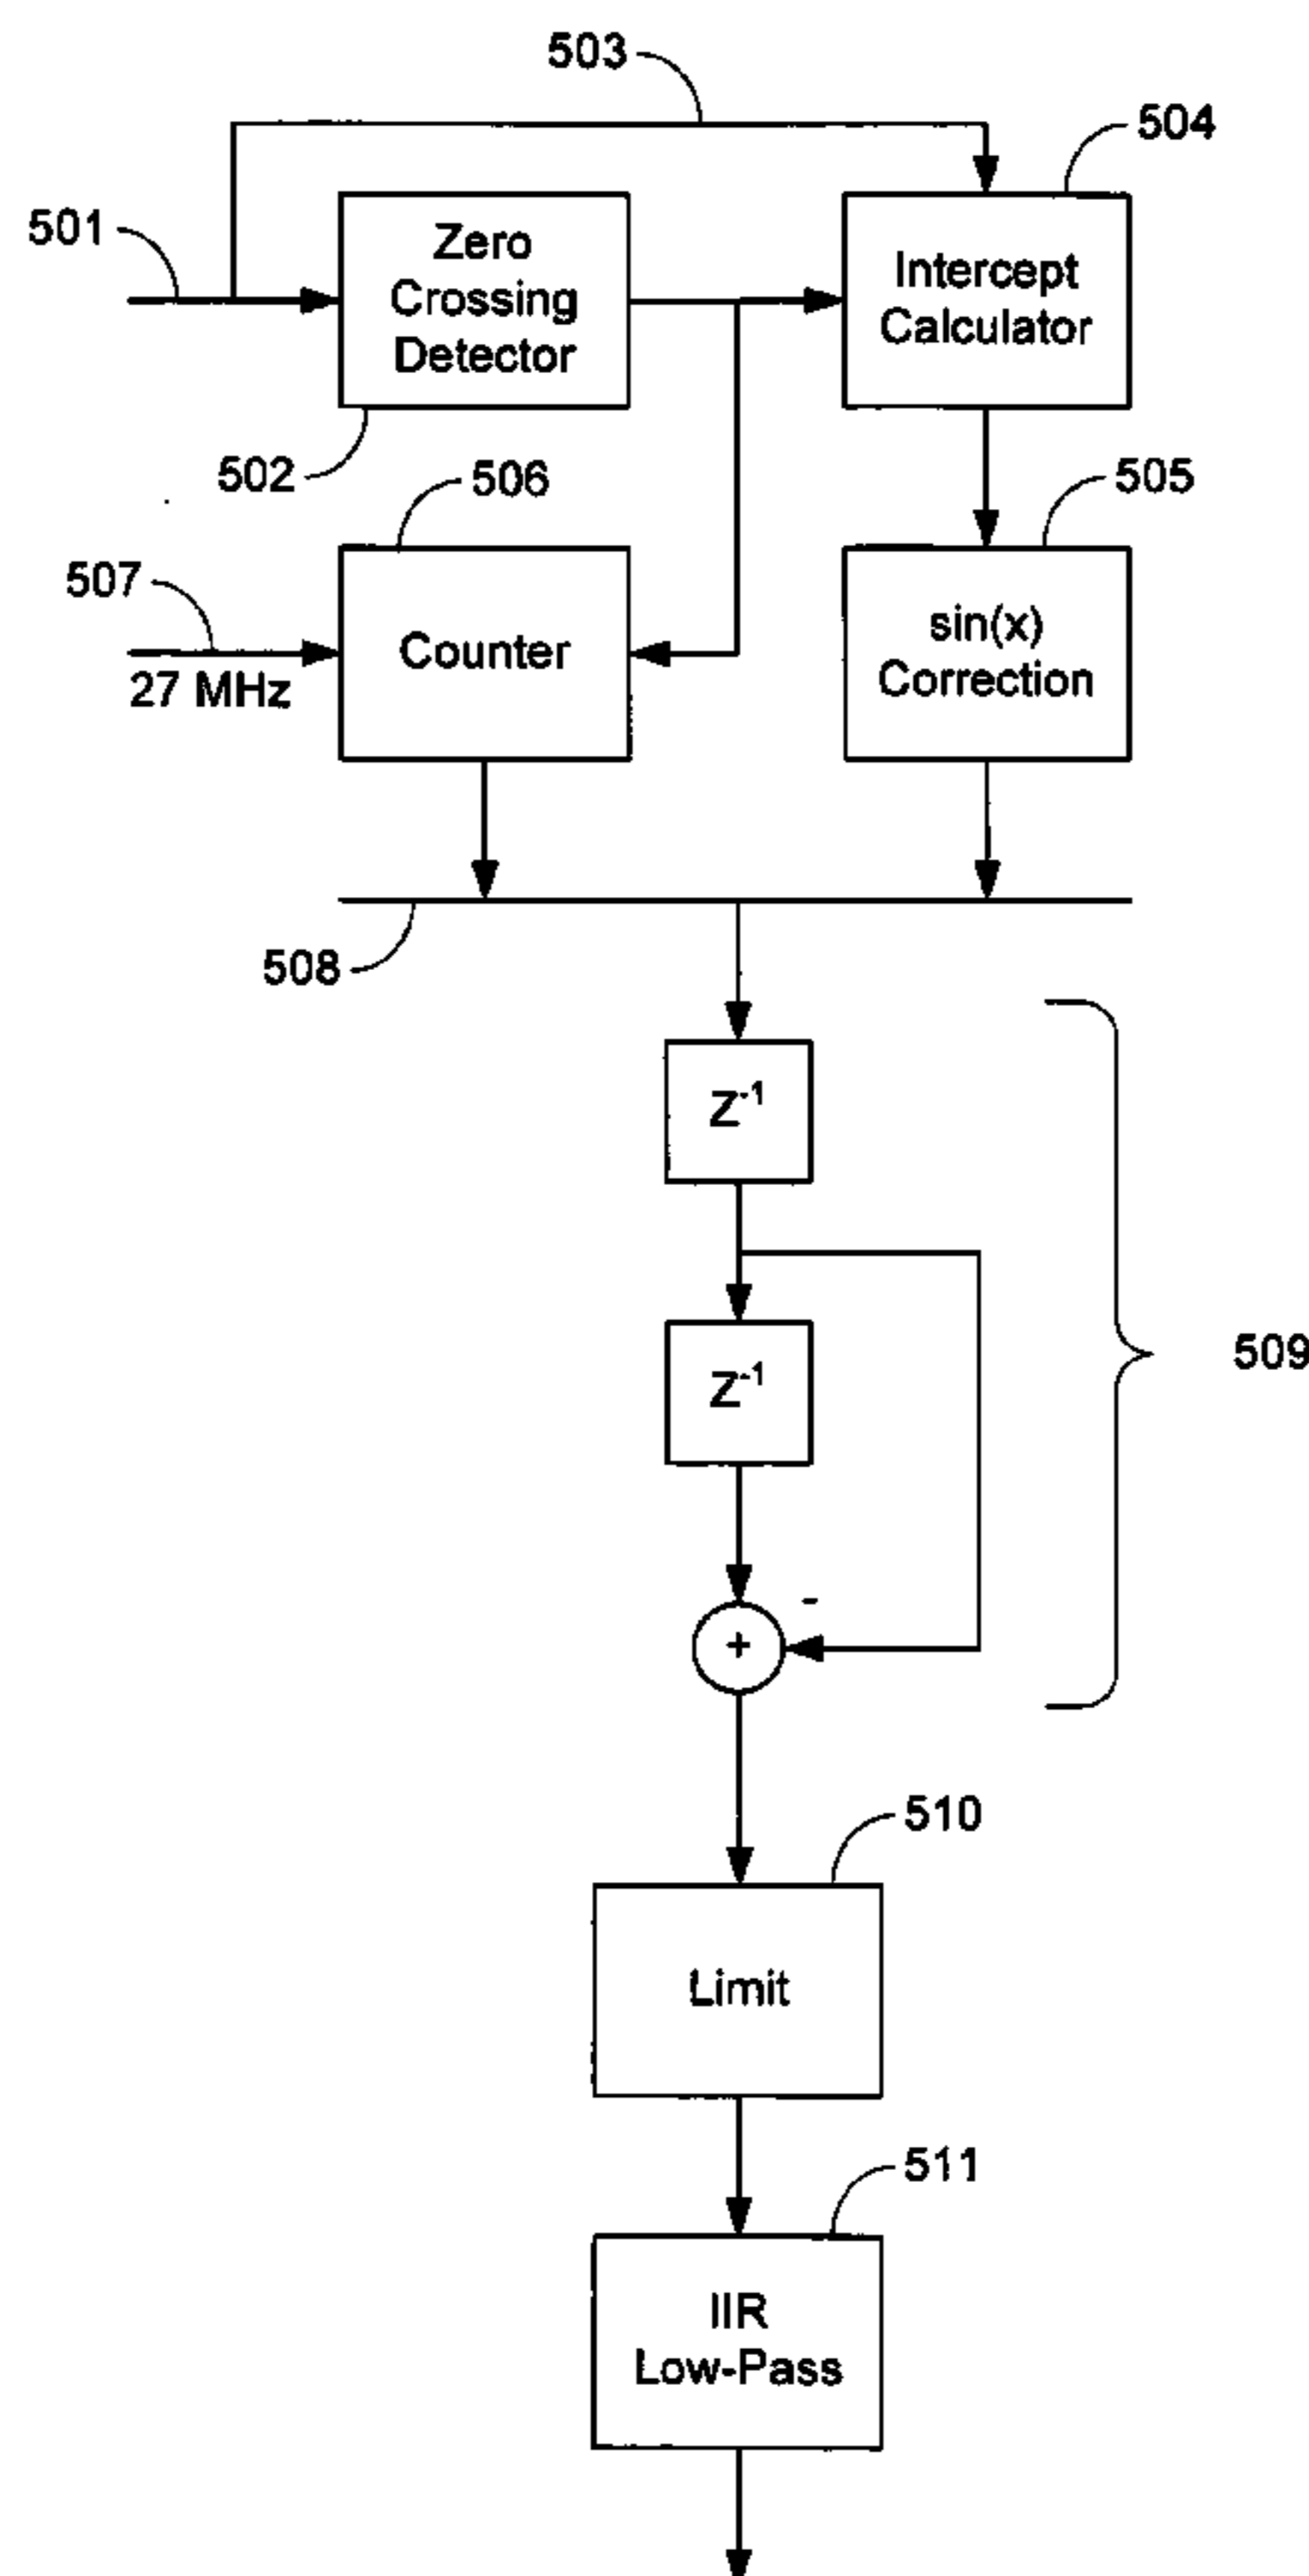 503
504
501
Zero
Crossing
Detector
Intercept
Calculator
502
506
505
507
Counter
sin(x)
Correction
27 MHz
508
Z⁻¹
509
Z⁻¹
-
+
510
Limit
511
IIR
Low-Pass